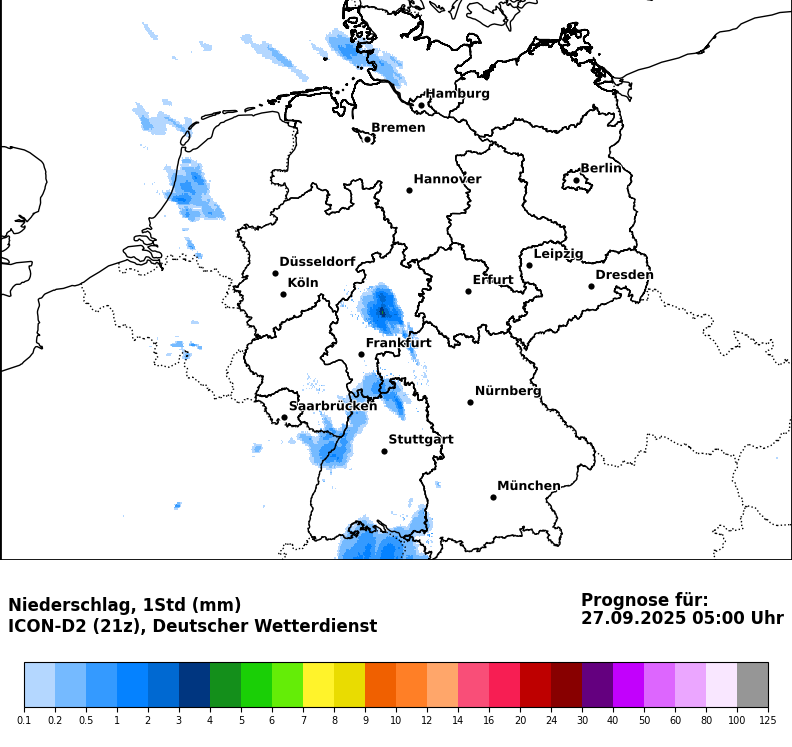 Hamburg
Bremen
Berlin
Hannover
Leipzig
Düsseldorf
Dresden
Köln
Erfurt
Frankfurt
Nürnberg
Saarbrücken
Stuttgart
München
Niederschlag, 1Std (mm)
ICON-D2 (21z), Deutscher Wetterdienst
Prognose für:
27.09.2025 05:00 Uhr
0.1 0.2 0.5 1 2 3 4 5 6 7 8 9 10 12 14 16 20 24 30 40 50 60 80 100 125